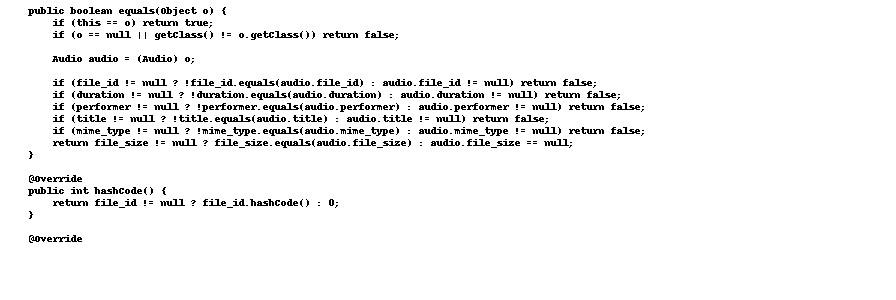 public boolean equals(Object o) {
if (this == o) return true;
if (o == null || getClass() != o.getClass()) return false;
Audio audio = (Audio) o;
if (file_id != null ? !file_id.equals(audio.file_id) : audio.file_id != null) return false;
if (duration != null ? !duration.equals(audio.duration) : audio.duration != null) return false;
if (performer != null ? !performer.equals(audio.performer) : audio.performer != null) return false;
if (title != null ? !title.equals(audio.title) : audio.title != null) return false;
if (mime_type != null ? !mime_type.equals(audio.mime_type) : audio.mime_type != null) return false;
return file_size != null ? file_size.equals(audio.file_size) : audio.file_size == null;
}
@Override
public int hashCode() {
return file_id != null ? file_id.hashCode() : 0;
}
@Override